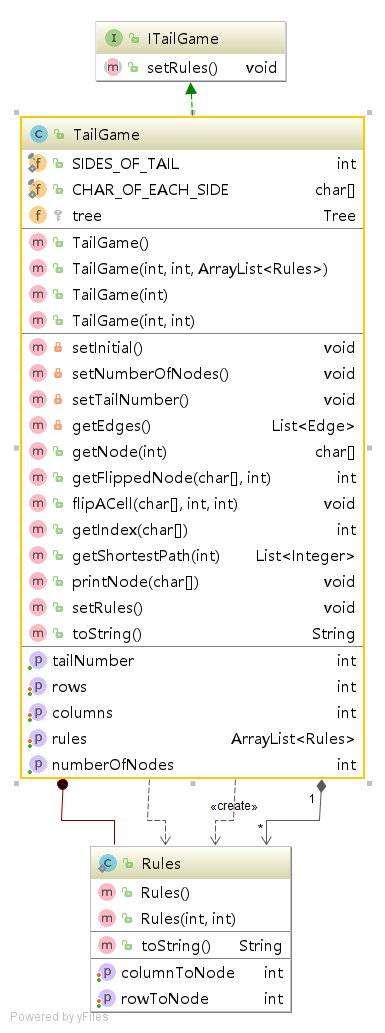 I ITailGame
m setRules() void
C TailGame
f SIDES_OF_TAIL int
f CHAR_OF_EACH_SIDE char[]
f tree Tree
m TailGame()
m TailGame(int, int, ArrayList<Rules>)
m TailGame(int)
m TailGame(int, int)
m setInitial() void
m setNumberOfNodes() void
m setTailNumber() void
m getEdges() List<Edge>
m getNode(int) char[]
m getFlippedNode(char[], int) int
m flipACell(char[], int, int) void
m getIndex(char[]) int
m getShortestPath(int) List<Integer>
m printNode(char[]) void
m setRules() void
m toString() String
p tailNumber int
p rows int
p columns int
p rules ArrayList<Rules>
p numberOfNodes int
«create» 1
*
C Rules
m Rules()
m Rules(int, int)
m toString() String
p columnToNode int
p rowToNode int
Powered by yFiles